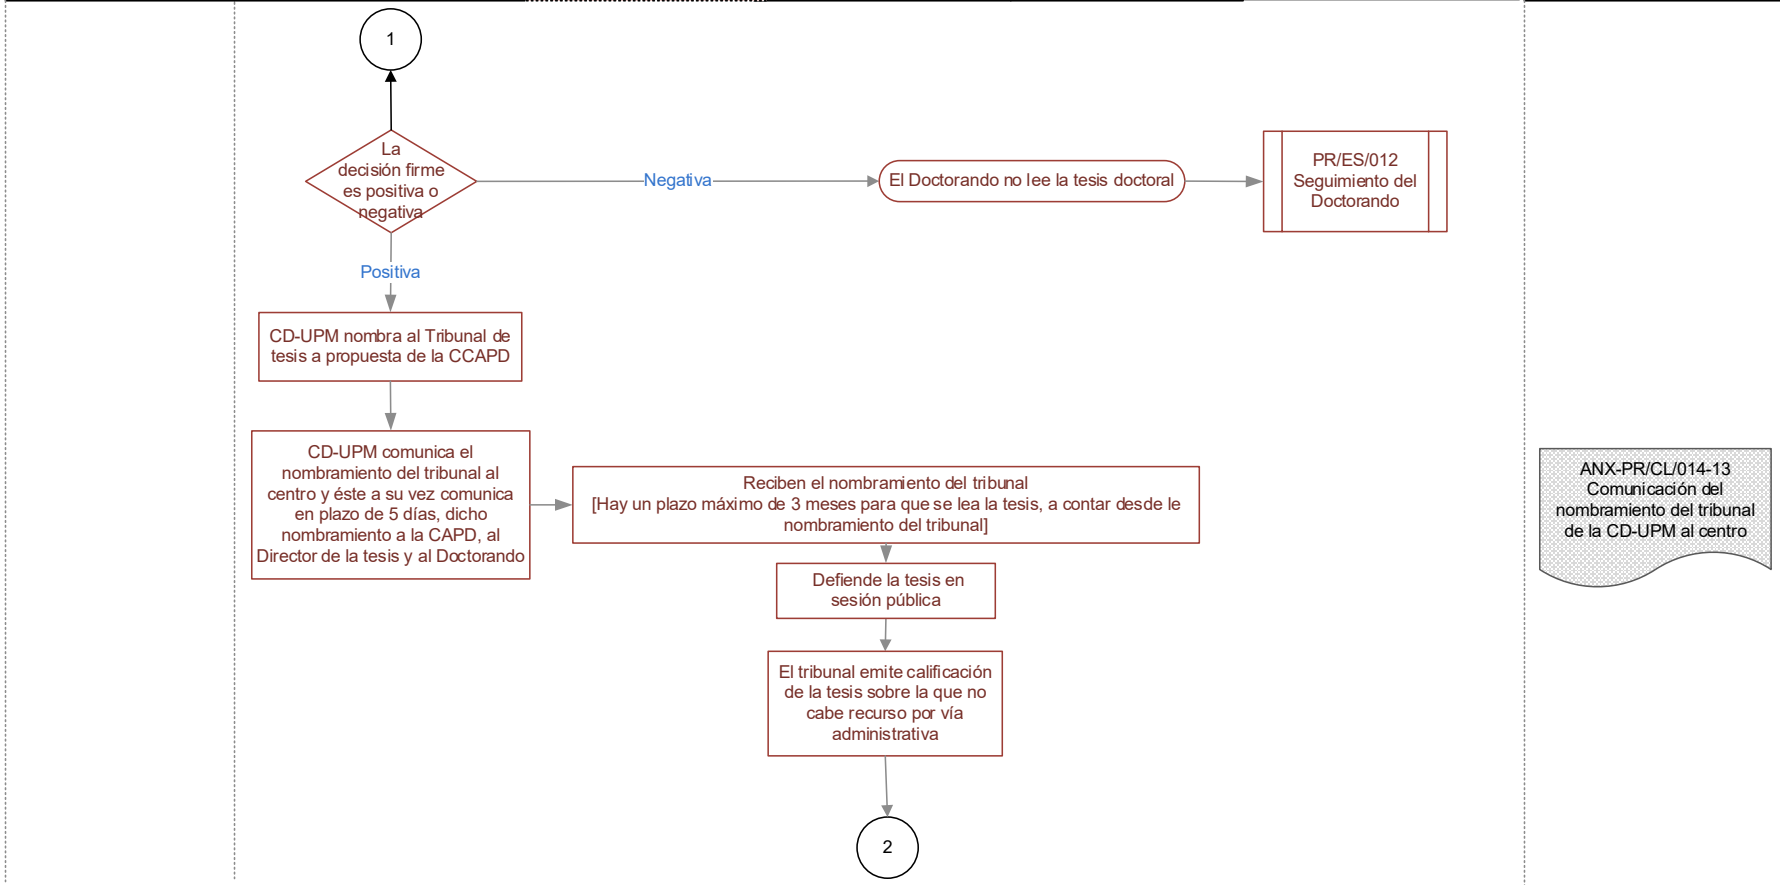 1
La
decisión firme
es positiva o
negativa
Negativa
El Doctorando no lee la tesis doctoral
PR/ES/012
Seguimiento del
Doctorando
Positiva
CD-UPM nombra al Tribunal de
tesis a propuesta de la CCAPD
CD-UPM comunica el
nombramiento del tribunal al
centro y éste a su vez comunica
en plazo de 5 días, dicho
nombramiento a la CAPD, al
Director de la tesis y al Doctorando
Reciben el nombramiento del tribunal
[Hay un plazo máximo de 3 meses para que se lea la tesis, a contar desde le
nombramiento del tribunal]
ANX-PR/CL/014-13
Comunicación del
nombramiento del tribunal
de la CD-UPM al centro
Defiende la tesis en
sesión pública
El tribunal emite calificación
de la tesis sobre la que no
cabe recurso por vía
administrativa
2